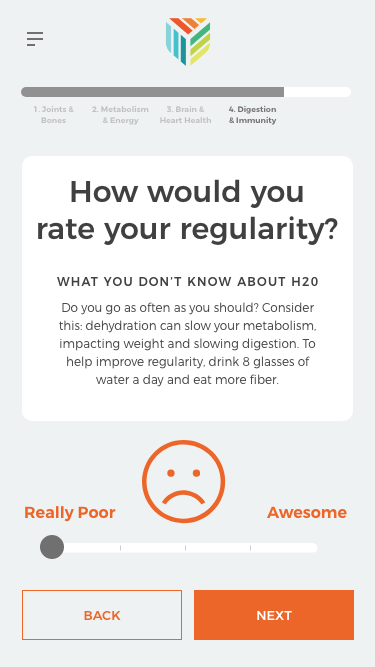 1. Joints &
Bones
2. Metabolism
& Energy
3. Brain &
Heart Health
4. Digestion
& Immunity
How would you
rate your regularity?
WHAT YOU DON'T KNOW ABOUT H20
Do you go as often as you should? Consider
this: dehydration can slow your metabolism,
impacting weight and slowing digestion. To
help improve regularity, drink 8 glasses of
water a day and eat more fiber.
Really Poor
Awesome
BACK
NEXT